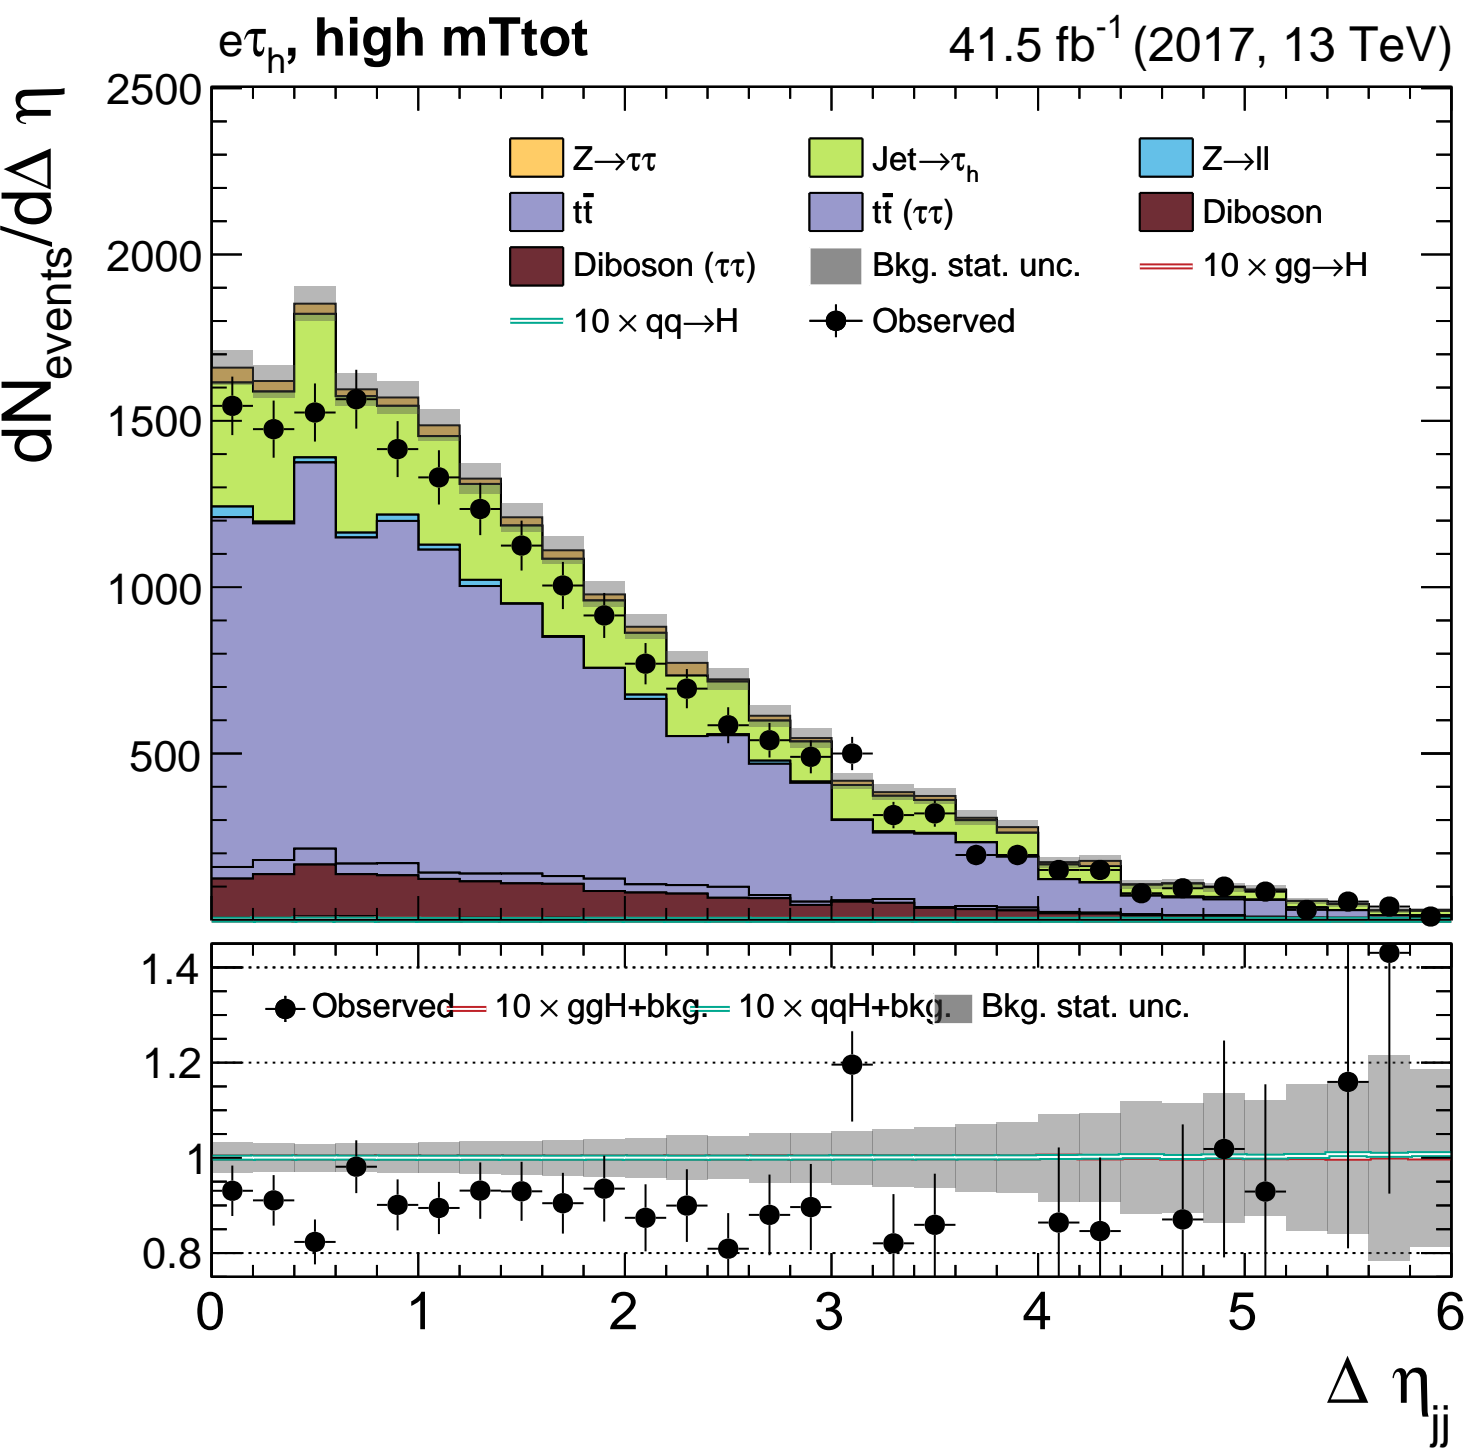 eτh, high mTtot 41.5 fb-1 (2017, 13 TeV)
dNevents/dΔ η
2500
2000
1500
1000
500
Z→ττ Jet→τh Z→ll
tt̄ tt̄ (ττ) Diboson
Diboson (ττ) Bkg. stat. unc. 10 × gg→H
10 × qq→H Observed
1.4
1.2
1
0.8
Observed 10 × ggH+bkg. 10 × qqH+bkg. Bkg. stat. unc.
0 1 2 3 4 5 6
Δ ηjj